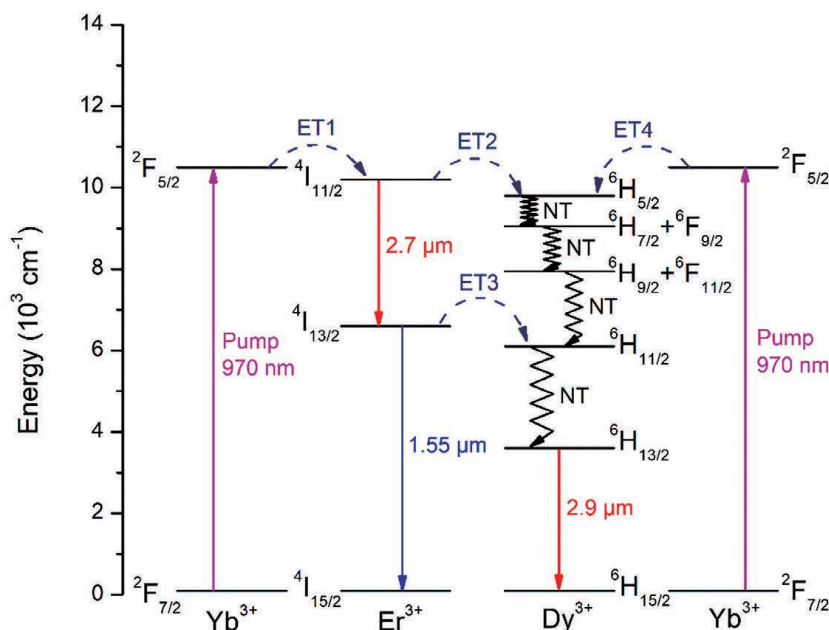 Energy (10³ cm⁻¹)
14
12
10
8
6
4
2
0
ET1
ET2
ET4
²F₅/₂
⁴I₁₁/₂
⁶H₅/₂
²F₅/₂
NT
⁶H₇/₂+⁶F₉/₂
2.7 µm
NT
⁶H₉/₂+⁶F₁₁/₂
ET3
NT
⁴I₁₃/₂
Pump
970 nm
⁶H₁₁/₂
Pump
970 nm
NT
1.55 µm
⁶H₁₃/₂
2.9 µm
²F₇/₂
⁴I₁₅/₂
⁶H₁₅/₂
²F₇/₂
Yb³⁺
Er³⁺
Dy³⁺
Yb³⁺